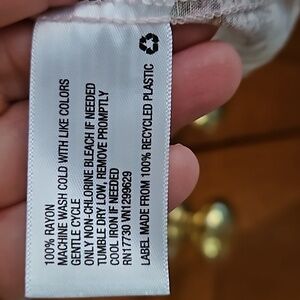 100% RAYON
MACHINE WASH COLD WITH LIKE COLORS
GENTLE CYCLE
ONLY NON-CHLORINE BLEACH IF NEEDED
TUMBLE DRY LOW, REMOVE PROMPTLY
COOL IRON IF NEEDED
RN17730 VN1299629
LABEL MADE FROM 100% RECYCLED PLASTIC